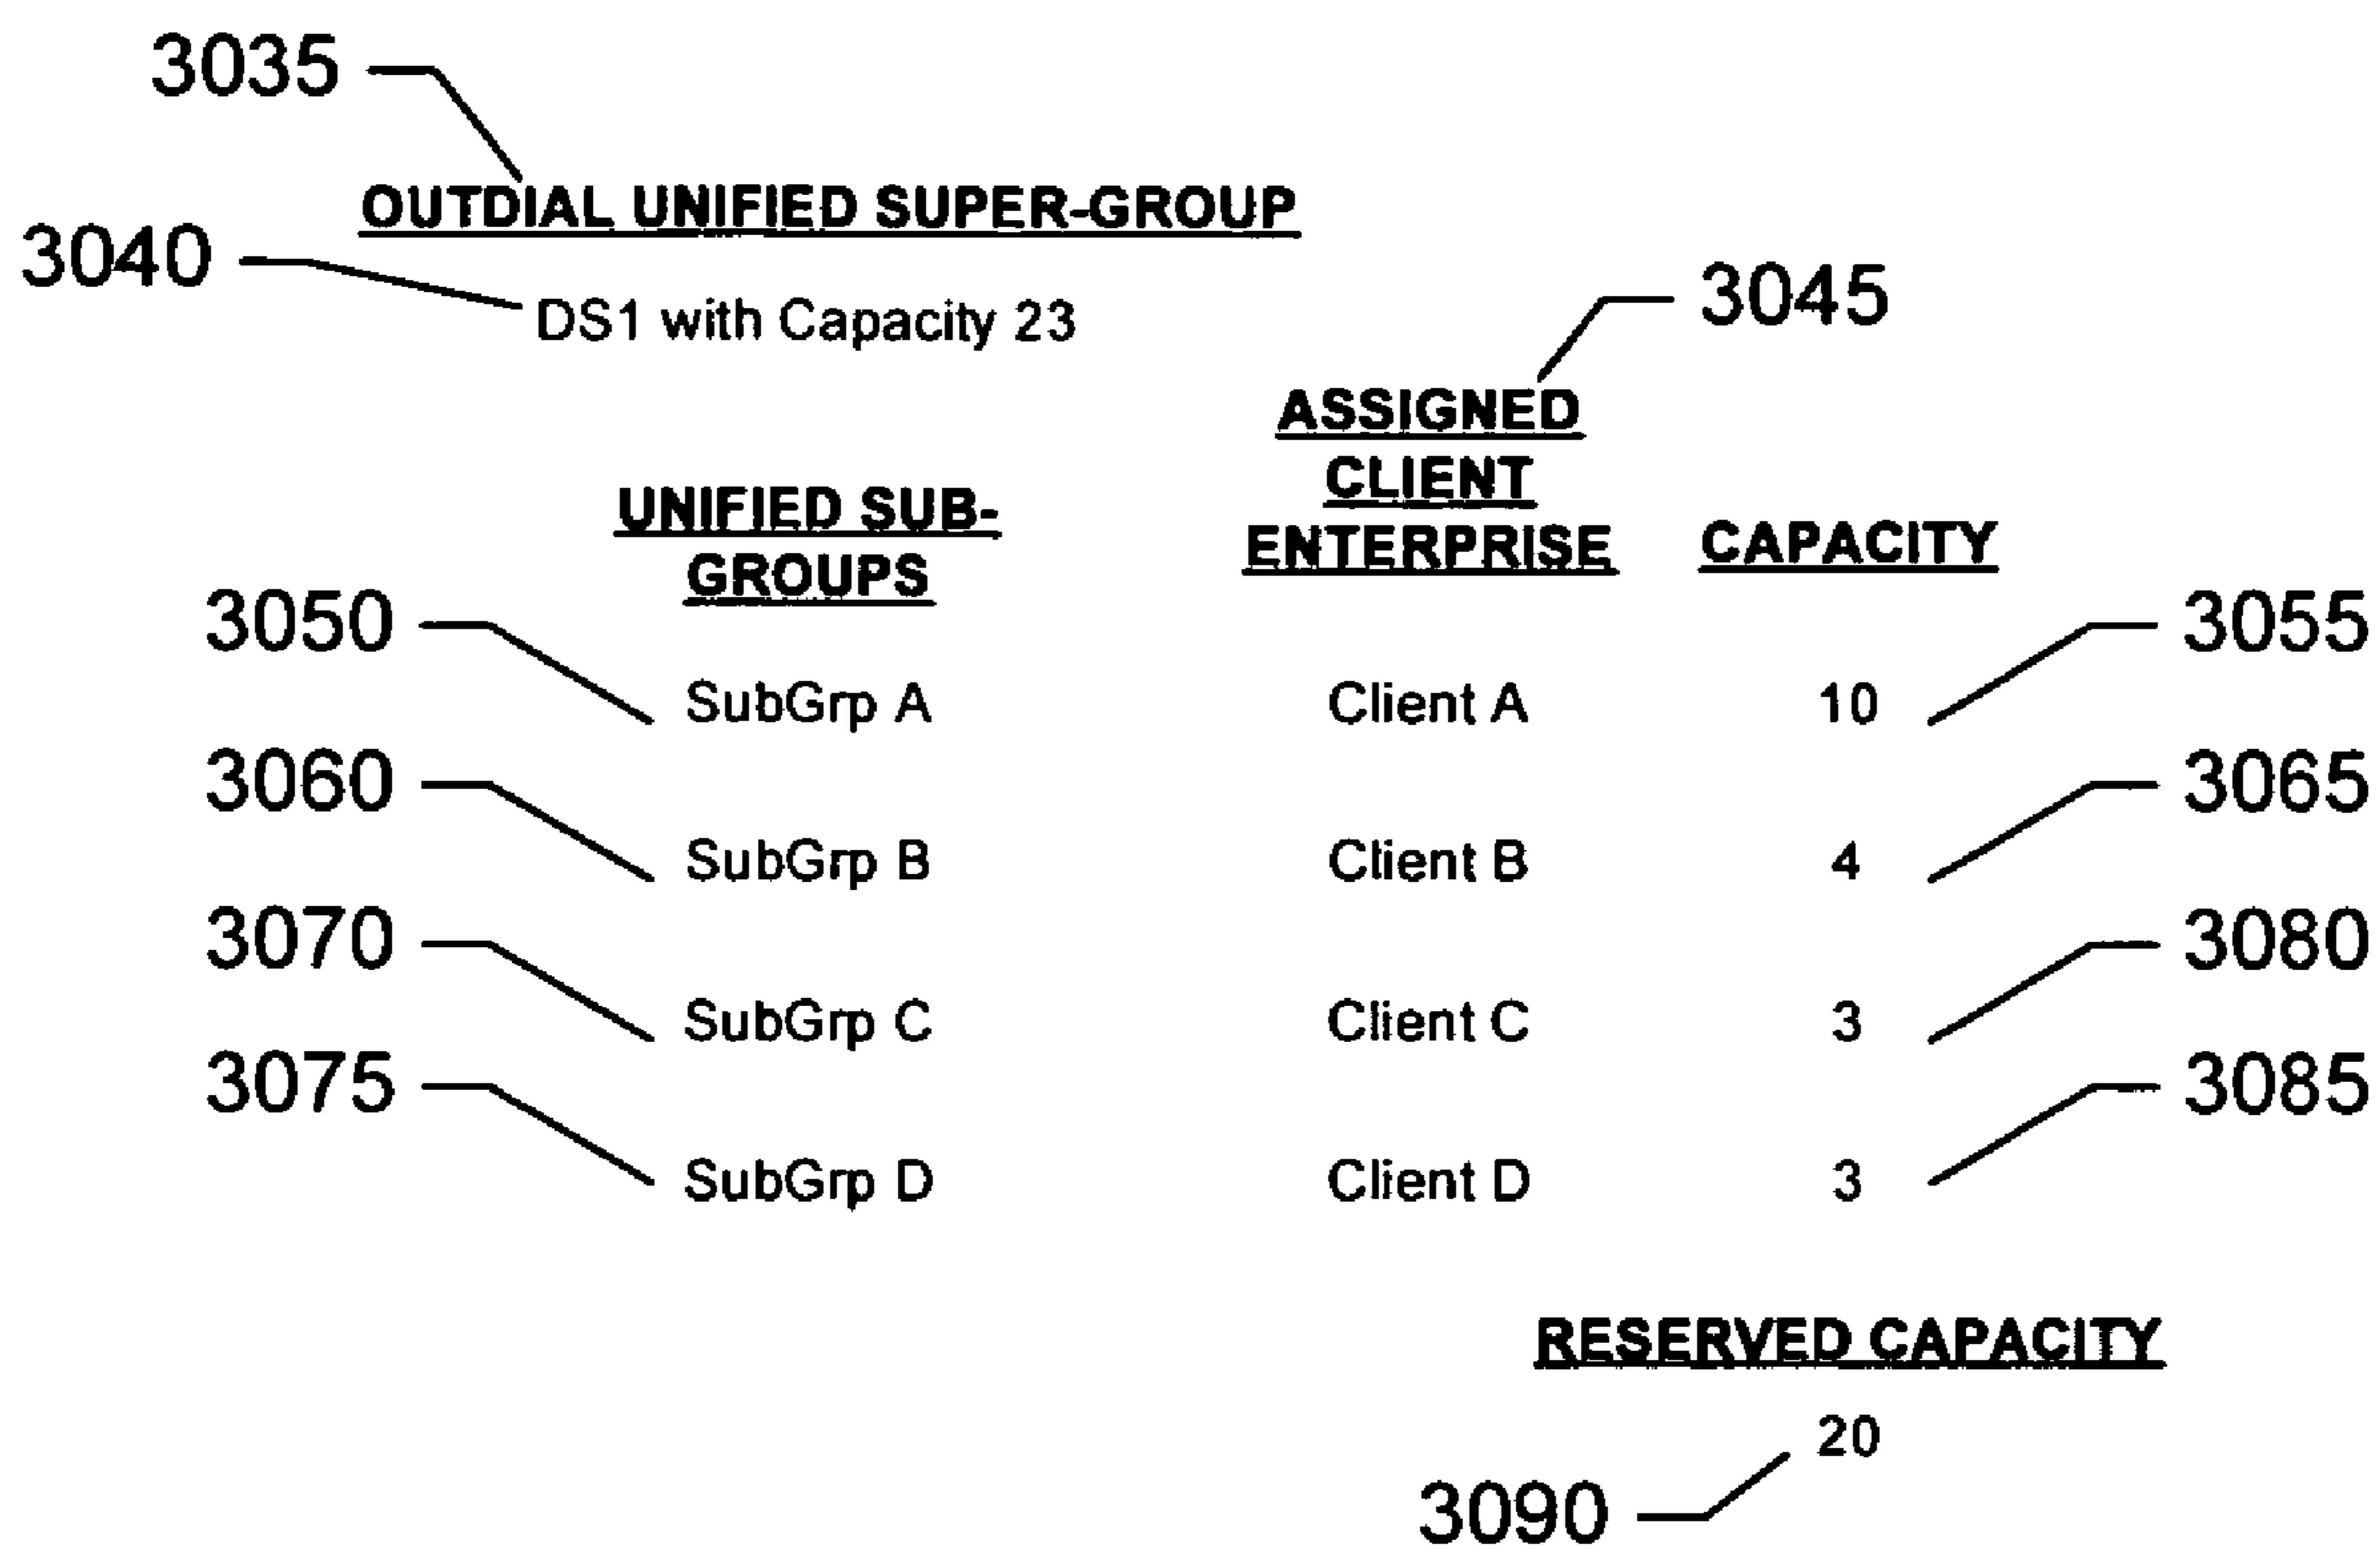 3035
OUTDIAL UNIFIED SUPER-GROUP
3040
DS1 with Capacity 23
3045
ASSIGNED
CLIENT
ENTERPRISE
UNIFIED SUB-
GROUPS
CAPACITY
3050
3055
SubGrp A Client A 10
3060
3065
SubGrp B Client B 4
3070
3080
SubGrp C Client C 3
3075
3085
SubGrp D Client D 3
RESERVED CAPACITY
20
3090